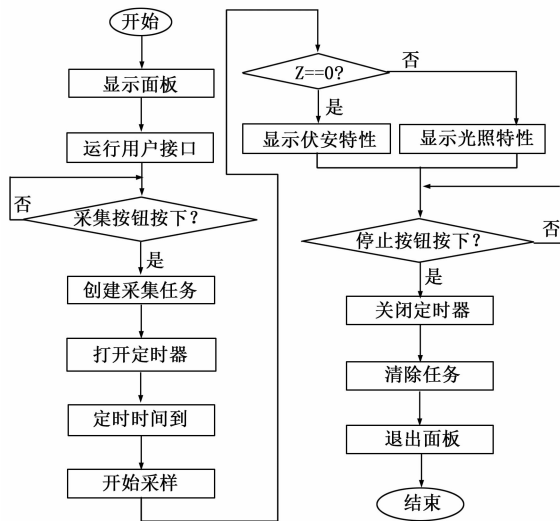 开始
显示面板
运行用户接口
否
采集按钮按下?
是
创建采集任务
打开定时器
定时时间到
开始采样
Z==0?
否
是
显示伏安特性
显示光照特性
停止按钮按下?
否
是
关闭定时器
清除任务
退出面板
结束